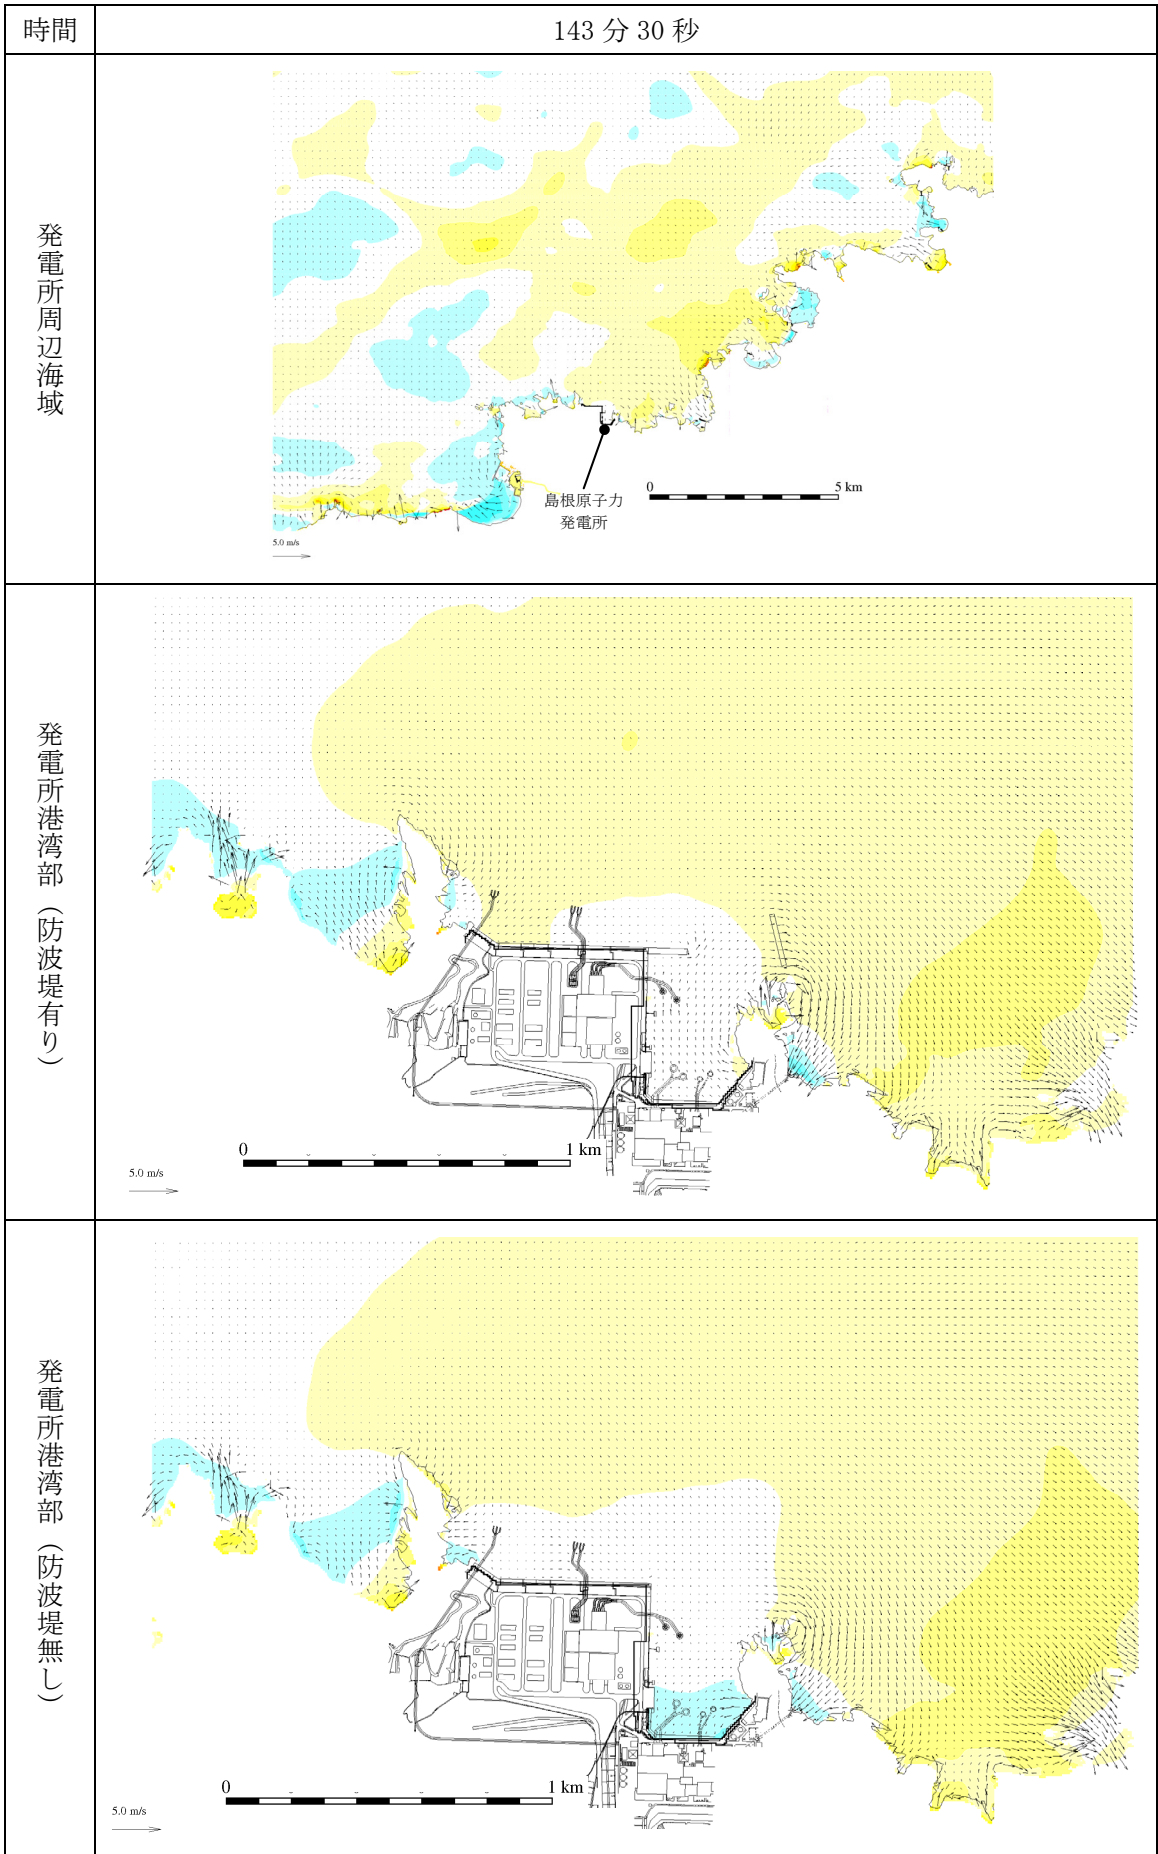 時間
143 分 30 秒
発電所周辺海域
島根原子力
発電所
0
5 km
5.0 m/s
発電所港湾部（防波堤有り）
0
1 km
5.0 m/s
発電所港湾部（防波堤無し）
0
1 km
5.0 m/s